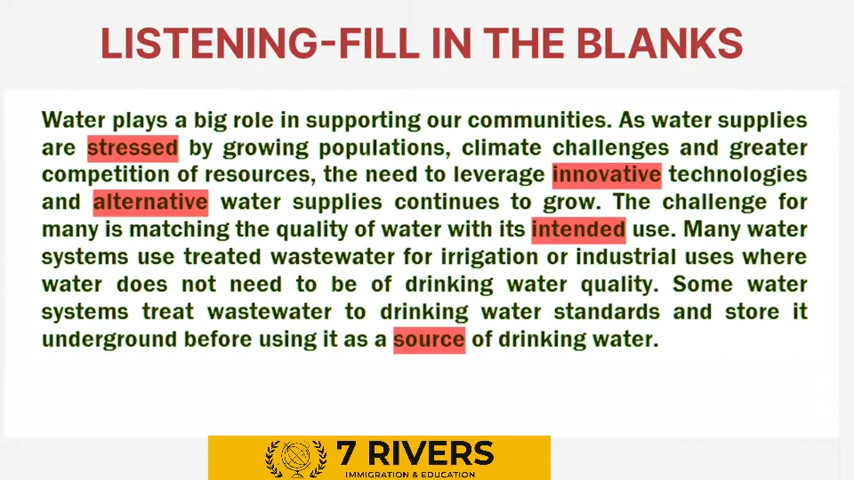 LISTENING-FILL IN THE BLANKS
Water plays a big role in supporting our communities. As water supplies
are stressed by growing populations, climate challenges and greater
competition of resources, the need to leverage innovative technologies
and alternative water supplies continues to grow. The challenge for
many is matching the quality of water with its intended use. Many water
systems use treated wastewater for irrigation or industrial uses where
water does not need to be of drinking water quality. Some water
systems treat wastewater to drinking water standards and store it
underground before using it as a source of drinking water.
7 RIVERS
IMMIGRATION & EDUCATION